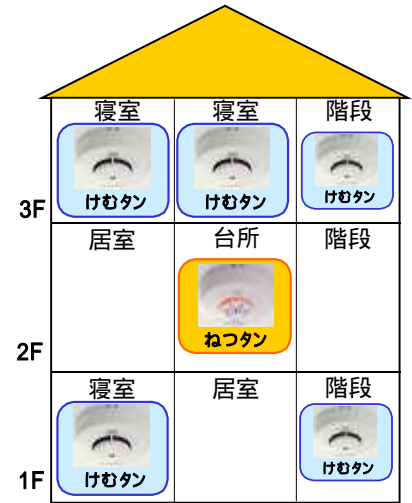 寝室 寝室 階段
けむタン けむタン けむタン
3F
居室 台所 階段
ねつタン
2F
寝室 居室 階段
けむタン けむタン
1F